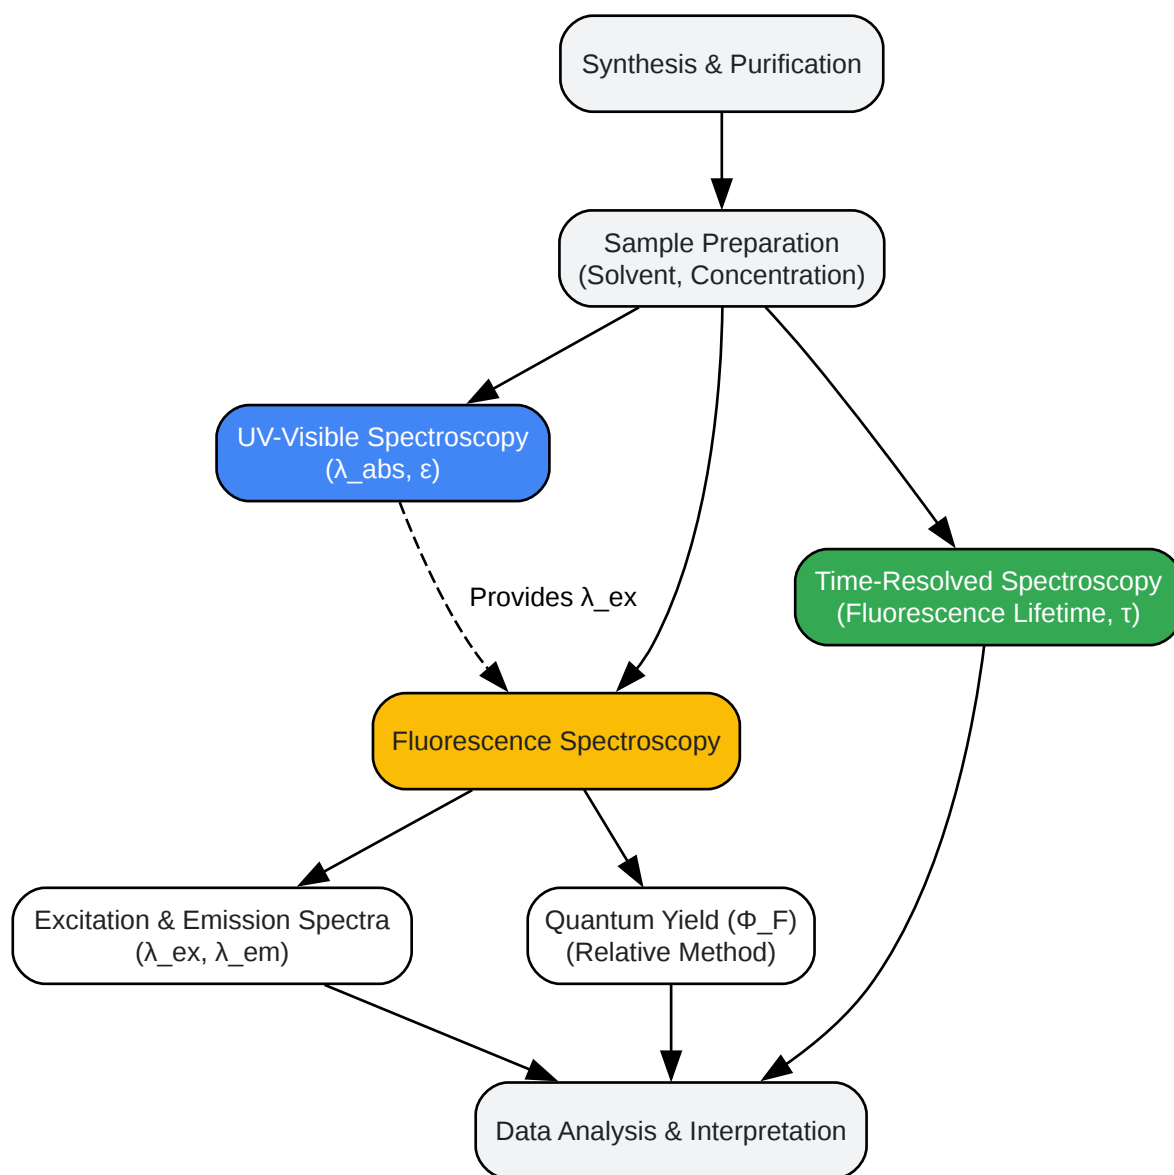 Synthesis & Purification
Sample Preparation
(Solvent, Concentration)
UV-Visible Spectroscopy
(λ_abs, ε)
Provides λ_ex
Time-Resolved Spectroscopy
(Fluorescence Lifetime, τ)
Fluorescence Spectroscopy
Excitation & Emission Spectra
(λ_ex, λ_em)
Quantum Yield (Φ_F)
(Relative Method)
Data Analysis & Interpretation